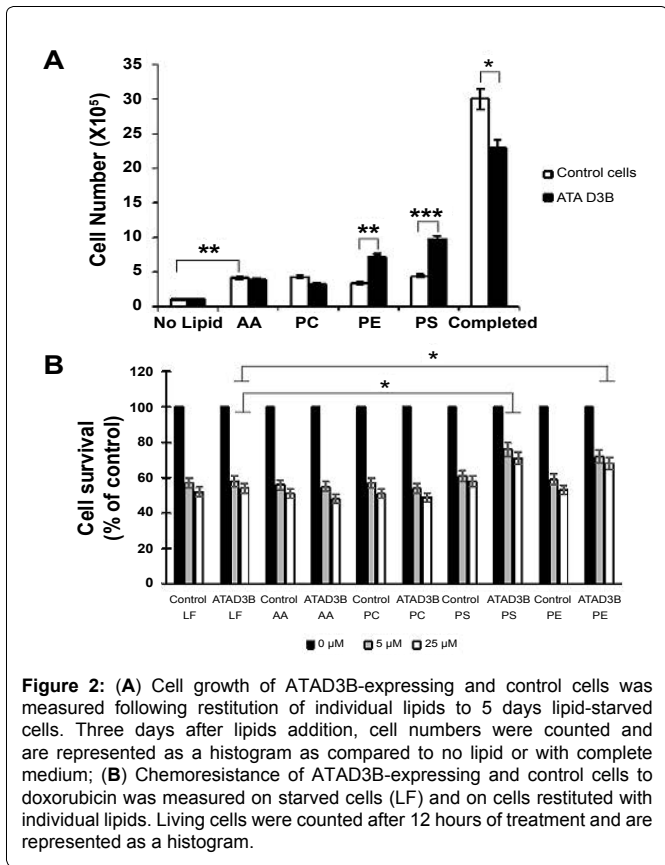 A
Cell Number (X10⁵)
35
30
25
20
15
10
5
0
**
**
***
*
Control cells
ATA D3B
No Lipid AA PC PE PS Completed
B
Cell survival
(% of control)
120
100
80
60
40
20
0
*
*
Control ATAD3B Control ATAD3B Control ATAD3B Control ATAD3B Control ATAD3B
LF LF AA AA PC PC PS PS PE PE
0 µM 5 µM 25 µM
Figure 2: (A) Cell growth of ATAD3B-expressing and control cells was
measured following restitution of individual lipids to 5 days lipid-starved
cells. Three days after lipids addition, cell numbers were counted and
are represented as a histogram as compared to no lipid or with complete
medium; (B) Chemoresistance of ATAD3B-expressing and control cells to
doxorubicin was measured on starved cells (LF) and on cells restituted with
individual lipids. Living cells were counted after 12 hours of treatment and are
represented as a histogram.